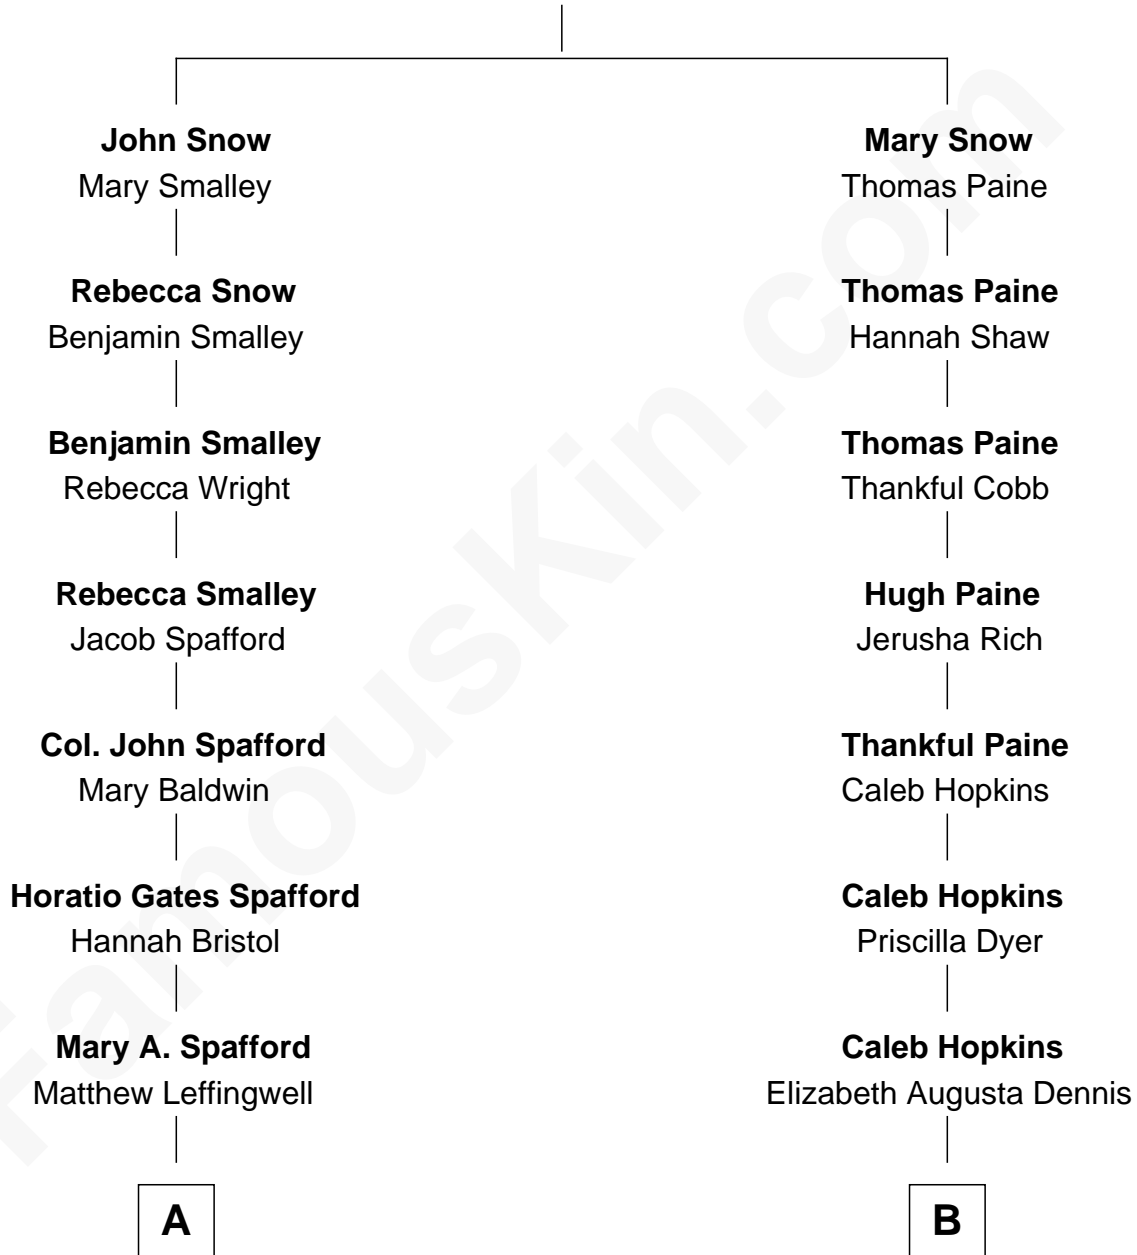 John Snow
Mary Smalley
Rebecca Snow
Benjamin Smalley
Benjamin Smalley
Rebecca Wright
Rebecca Smalley
Jacob Spafford
Col. John Spafford
Mary Baldwin
Horatio Gates Spafford
Hannah Bristol
Mary A. Spafford
Matthew Leffingwell
A
Mary Snow
Thomas Paine
Thomas Paine
Hannah Shaw
Thomas Paine
Thankful Cobb
Hugh Paine
Jerusha Rich
Thankful Paine
Caleb Hopkins
Caleb Hopkins
Priscilla Dyer
Caleb Hopkins
Elizabeth Augusta Dennis
B
FamousKin.com